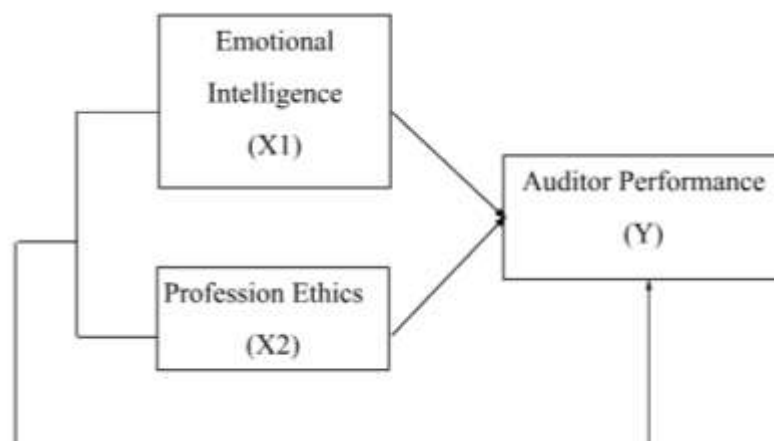 Emotional
Intelligence
(X1)
Auditor Performance
(Y)
Profession Ethics
(X2)